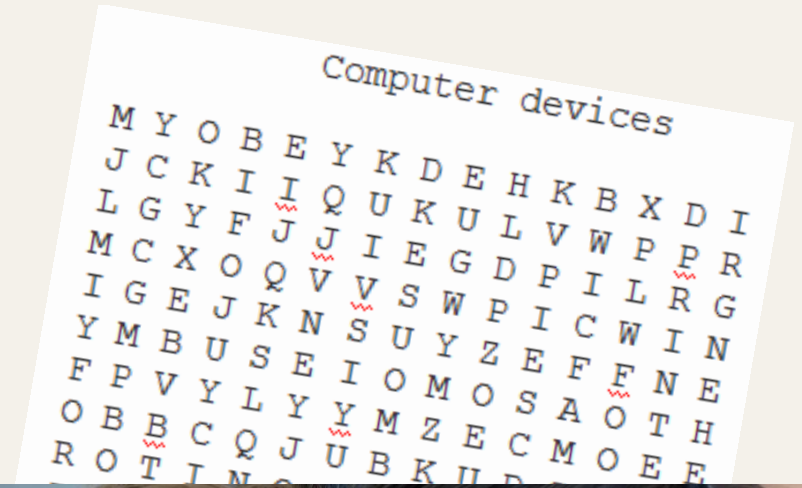 Computer devices
M Y O B E Y K D E H K B X D I
J C K I I Q U K U L V W P P R
L G Y F J J I E G D P I L R G
M C X O Q V V S W P I C W I N
I G E J K N S U Y Z E F F N E
Y M B U S E I O M O S A O T H
F P V Y L Y Y M Z E C M O E E
O B B C Q J U B K U
R O T I N